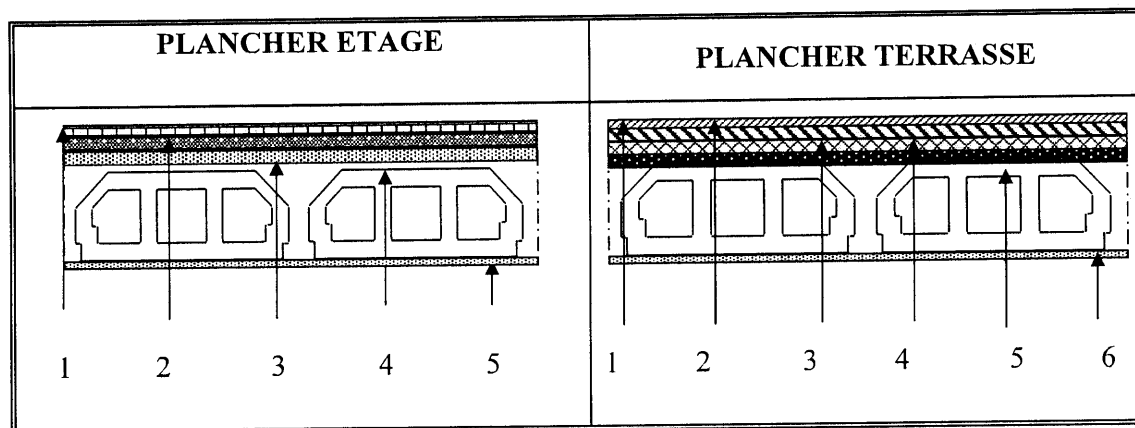 PLANCHER ETAGE
PLANCHER TERRASSE
1 2 3 4 5
1 2 3 4 5 6